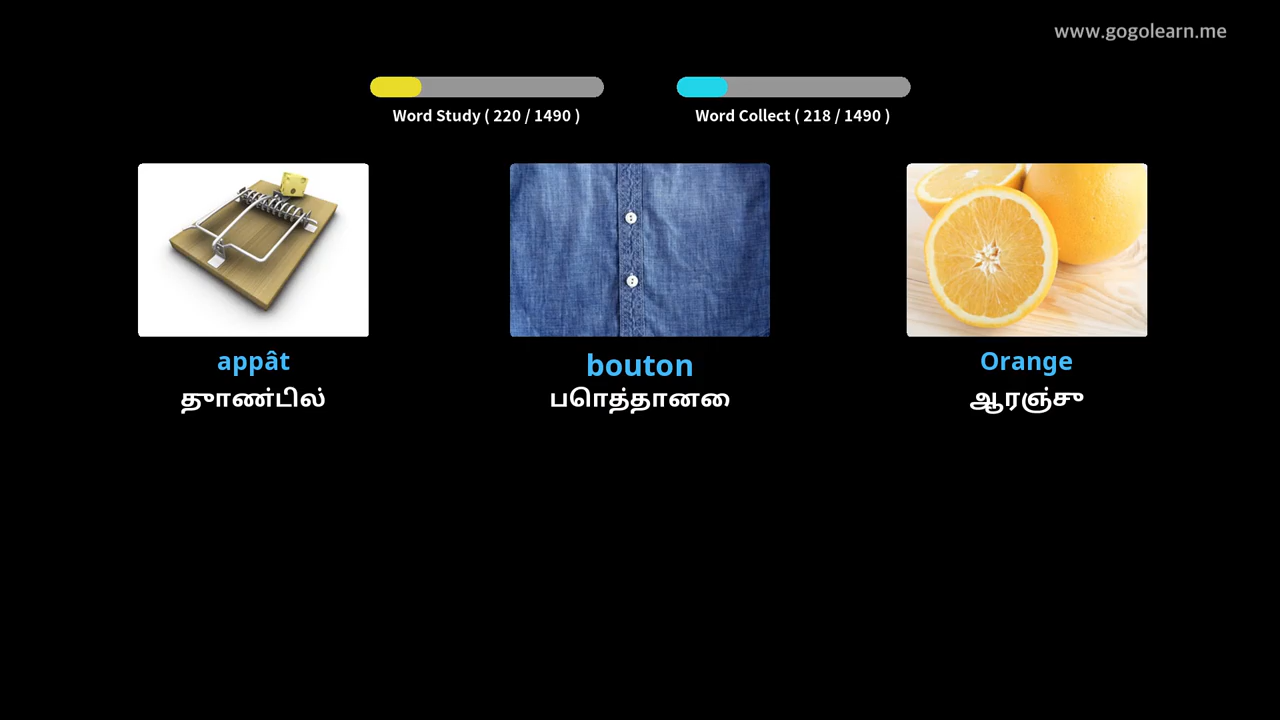 www.gogolearn.me
Word Study ( 220 / 1490 )
Word Collect ( 218 / 1490 )
appât
துாண்டில்
bouton
பொத்தானை
Orange
ஆரஞ்சு